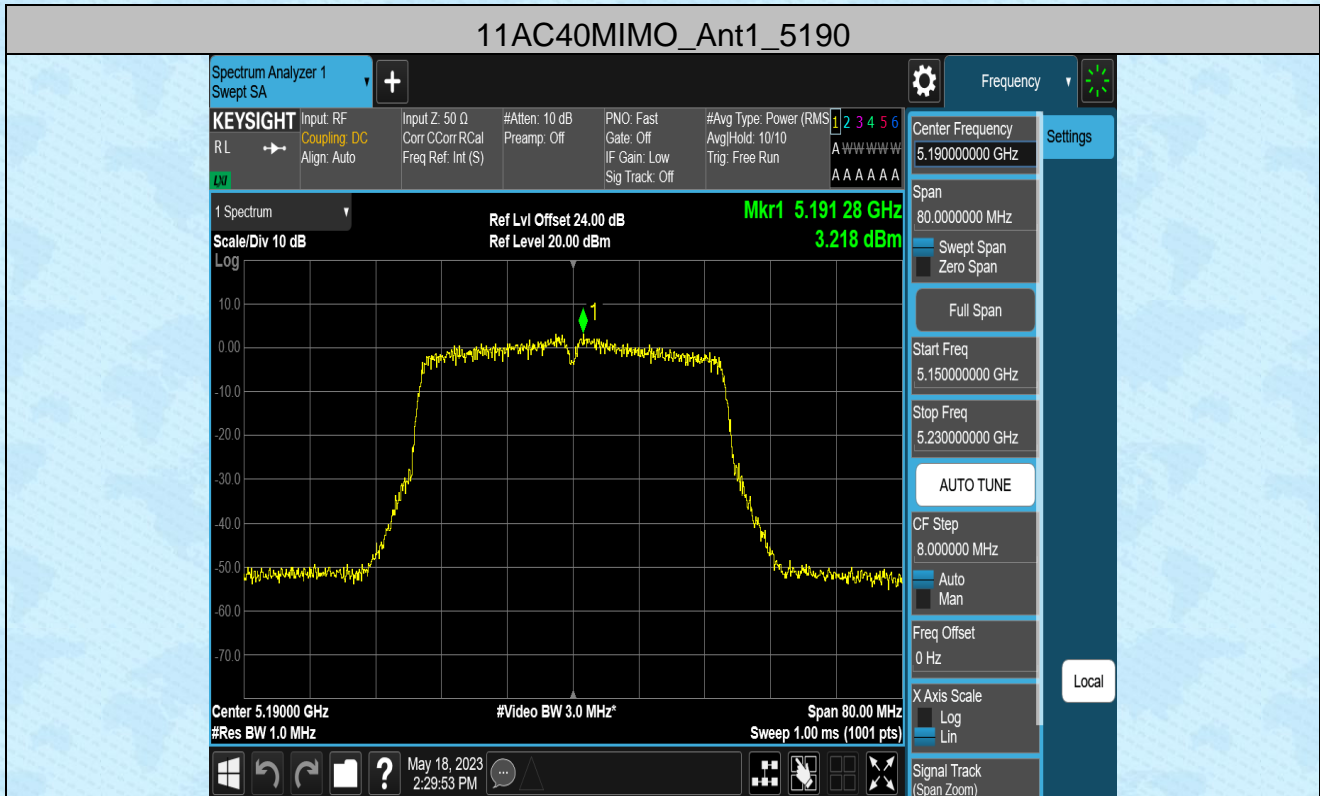 11AC40MIMO_Ant1_5190
Spectrum Analyzer 1
Swept SA
Frequency
KEYSIGHT
RL
LXI
Input: RF
Coupling: DC
Align: Auto
Input Z: 50 Ω
Corr CCorr RCal
Freq Ref: Int (S)
#Atten: 10 dB
Preamp: Off
PNO: Fast
Gate: Off
IF Gain: Low
Sig Track: Off
#Avg Type: Power (RMS
Avg|Hold: 10/10
Trig: Free Run
1 2 3 4 5 6
A W W W W W
A A A A A A
1 Spectrum
Scale/Div 10 dB
Log
Ref Lvl Offset 24.00 dB
Ref Level 20.00 dBm
Mkr1 5.191 28 GHz
3.218 dBm
1
10.0
0.00
-10.0
-20.0
-30.0
-40.0
-50.0
-60.0
-70.0
Center 5.19000 GHz
#Res BW 1.0 MHz
#Video BW 3.0 MHz*
Span 80.00 MHz
Sweep 1.00 ms (1001 pts)
May 18, 2023
2:29:53 PM
Center Frequency
5.190000000 GHz
Span
80.0000000 MHz
Swept Span
Zero Span
Full Span
Start Freq
5.150000000 GHz
Stop Freq
5.230000000 GHz
AUTO TUNE
CF Step
8.000000 MHz
Auto
Man
Freq Offset
0 Hz
X Axis Scale
Log
Lin
Signal Track
(Span Zoom)
Settings
Local